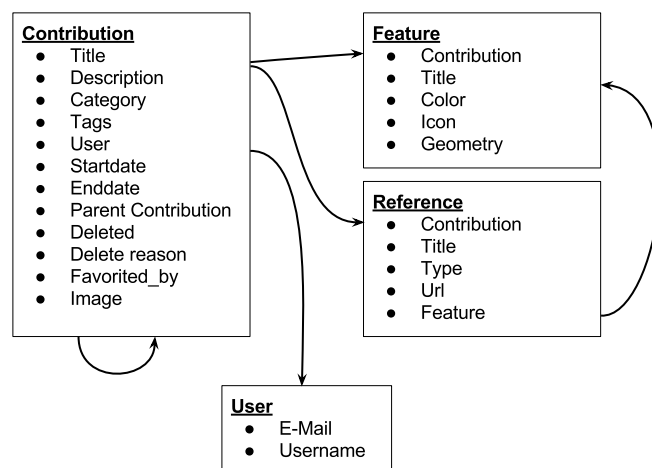 Contribution
● Title
● Description
● Category
● Tags
● User
● Startdate
● Enddate
● Parent Contribution
● Deleted
● Delete reason
● Favorited_by
● Image
Feature
● Contribution
● Title
● Color
● Icon
● Geometry
Reference
● Contribution
● Title
● Type
● Url
● Feature
User
● E-Mail
● Username